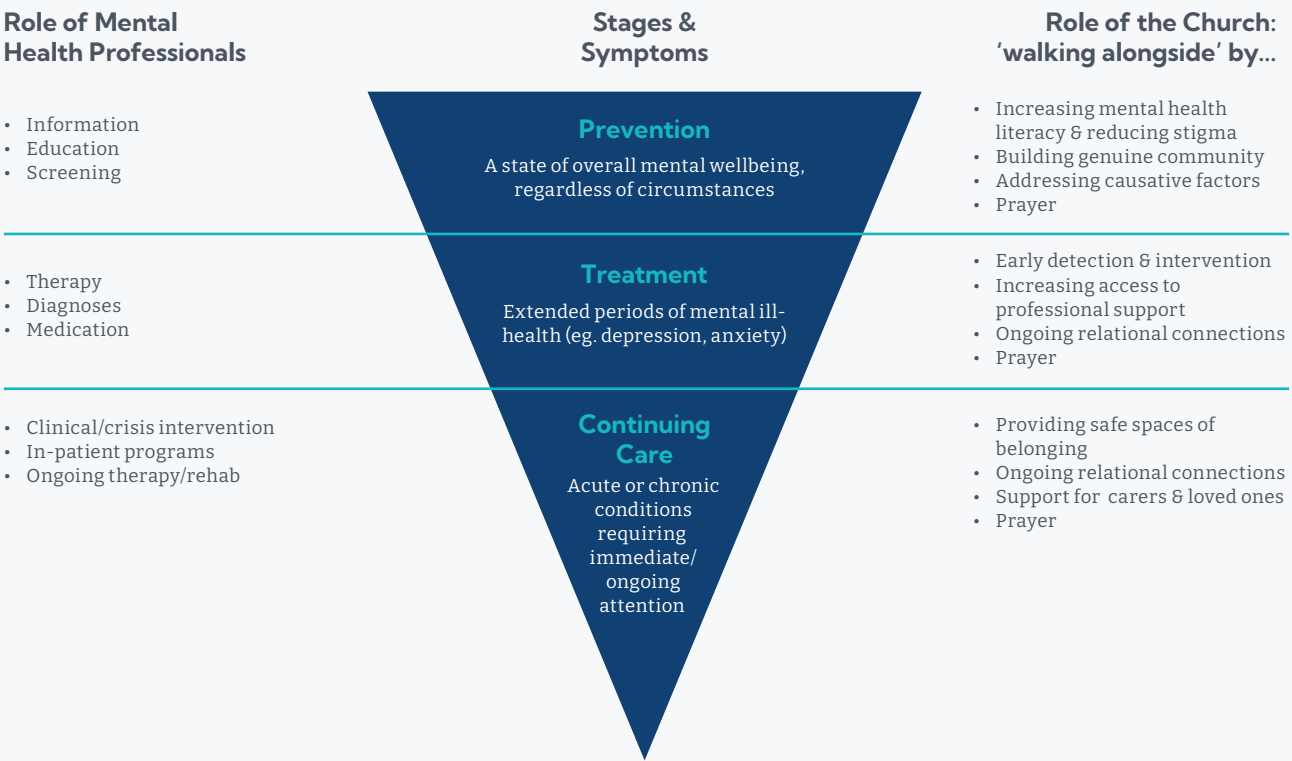 Role of Mental
Health Professionals
Stages &
Symptoms
Role of the Church:
‘walking alongside’ by...
• Information
• Education
• Screening
Prevention
A state of overall mental wellbeing,
regardless of circumstances
• Increasing mental health
literacy & reducing stigma
• Building genuine community
• Addressing causative factors
• Prayer
• Therapy
• Diagnoses
• Medication
Treatment
Extended periods of mental ill-
health (eg. depression, anxiety)
• Early detection & intervention
• Increasing access to
professional support
• Ongoing relational connections
• Prayer
• Clinical/crisis intervention
• In-patient programs
• Ongoing therapy/rehab
Continuing
Care
Acute or chronic
conditions
requiring
immediate/
ongoing
attention
• Providing safe spaces of
belonging
• Ongoing relational connections
• Support for carers & loved ones
• Prayer